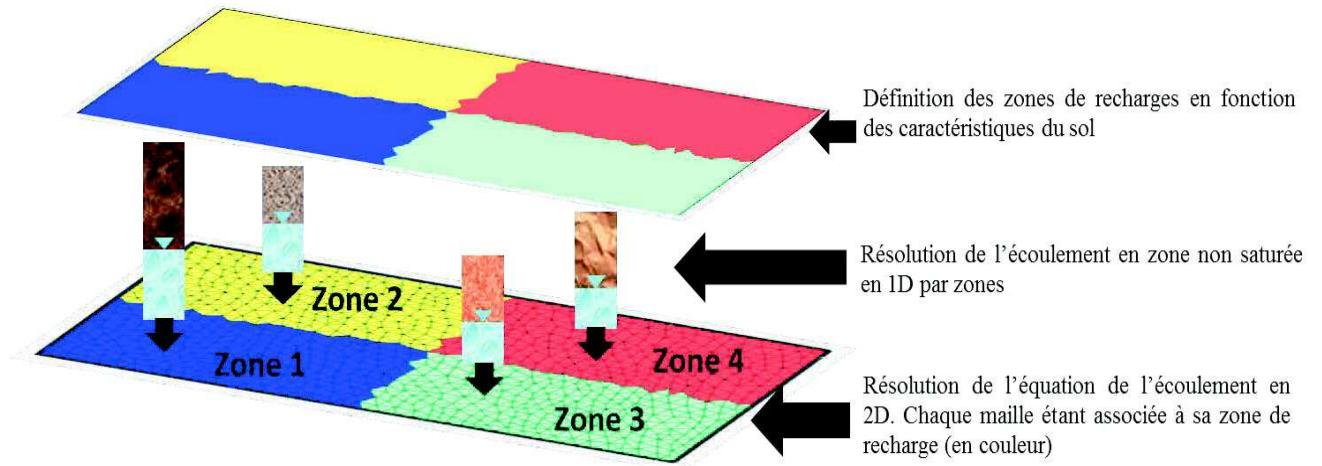 Définition des zones de recharges en fonction
des caractéristiques du sol
Résolution de l'écoulement en zone non saturée
en 1D par zones
Zone 2
Zone 1
Zone 4
Zone 3
Résolution de l'équation de l'écoulement en
2D. Chaque maille étant associée à sa zone de
recharge (en couleur)